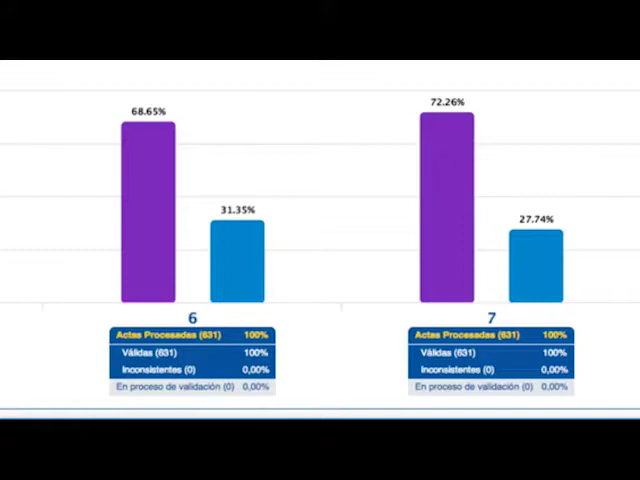 68.65%
31.35%
72.26%
27.74%
6
Actas Procesadas (631) 100%
Válidas (631) 100%
Inconsistentes (0) 0,00%
En proceso de validación (0) 0,00%
7
Actas Procesadas (631) 100%
Válidas (631) 100%
Inconsistentes (0) 0,00%
En proceso de validación (0) 0,00%